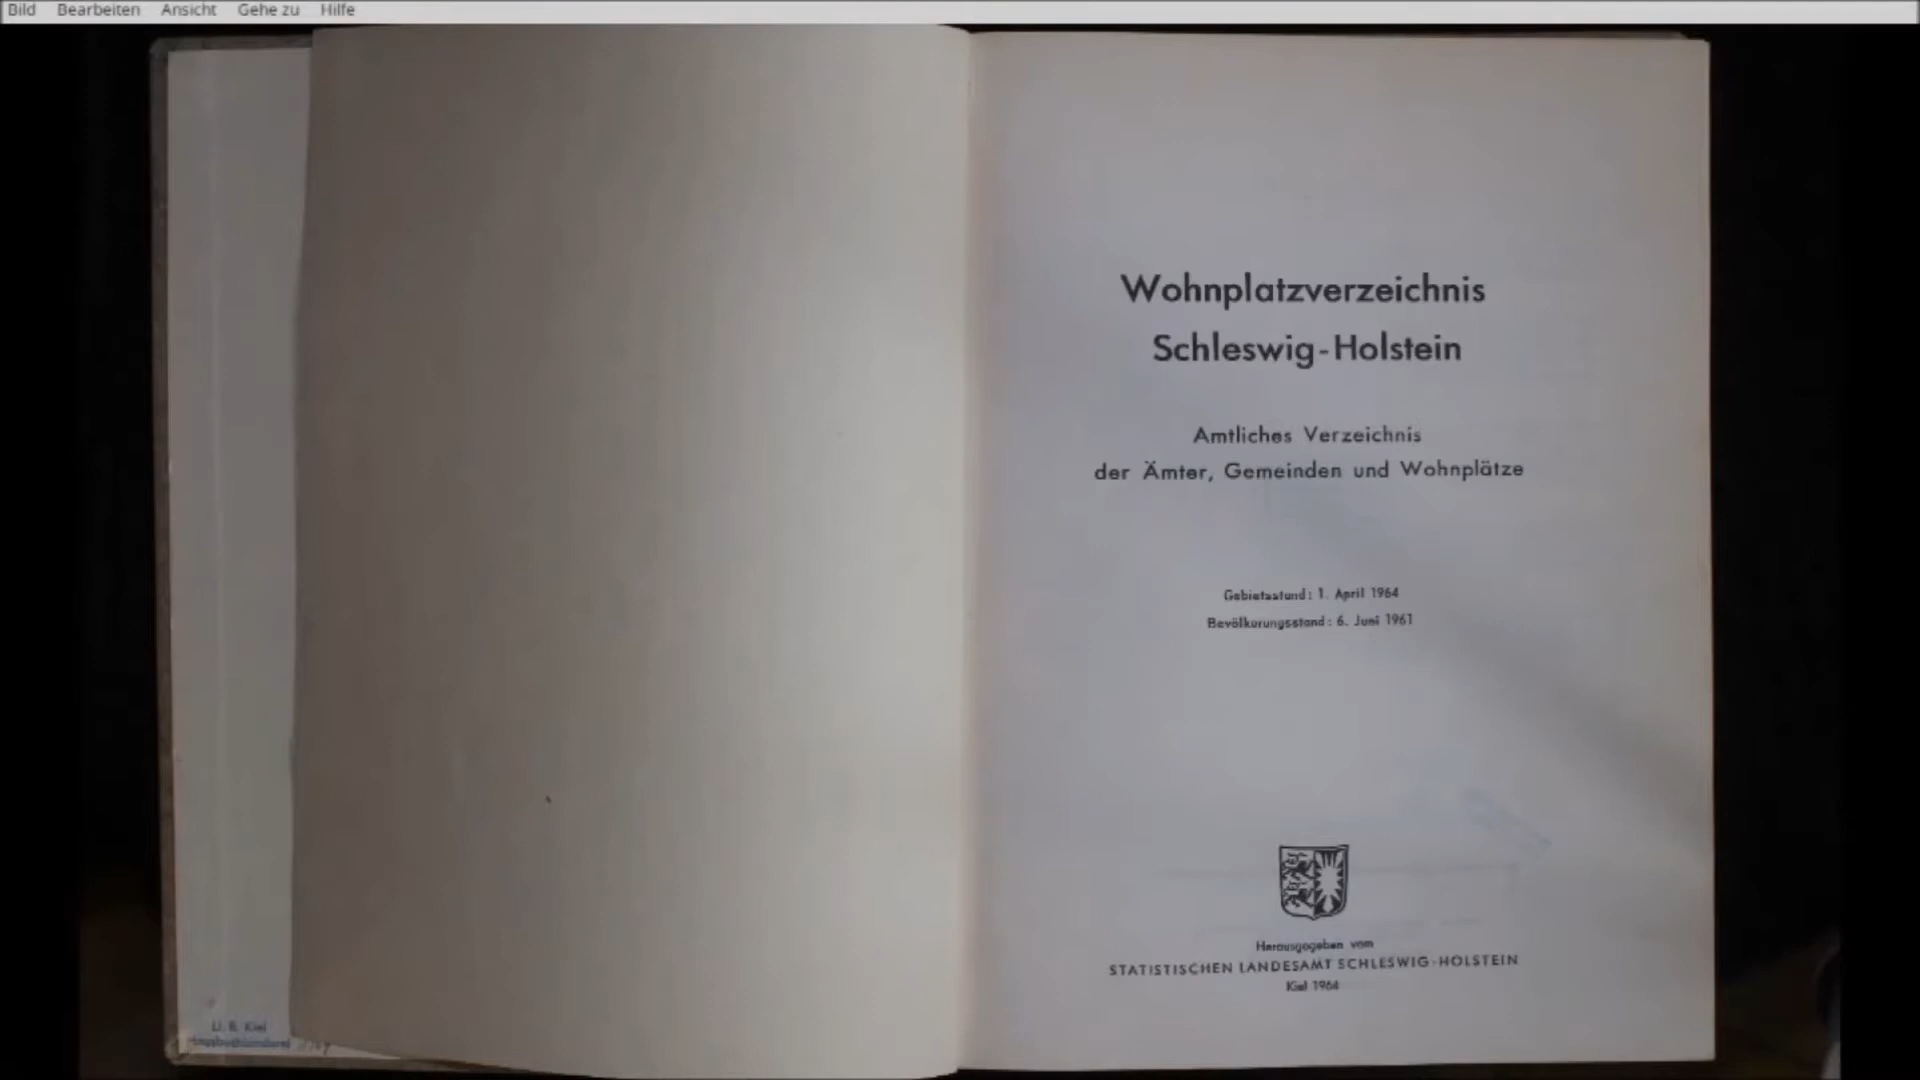 Bild Bearbeiten Ansicht Gehe zu Hilfe
Wohnplatzverzeichnis
Schleswig-Holstein
Amtliches Verzeichnis
der Ämter, Gemeinden und Wohnplätze
Gebietsstand: 1. April 1964
Bevölkerungsstand: 6. Juni 1961
Herausgegeben vom
STATISTISCHEN LANDESAMT SCHLESWIG-HOLSTEIN
Kiel 1964
U. B. Kiel